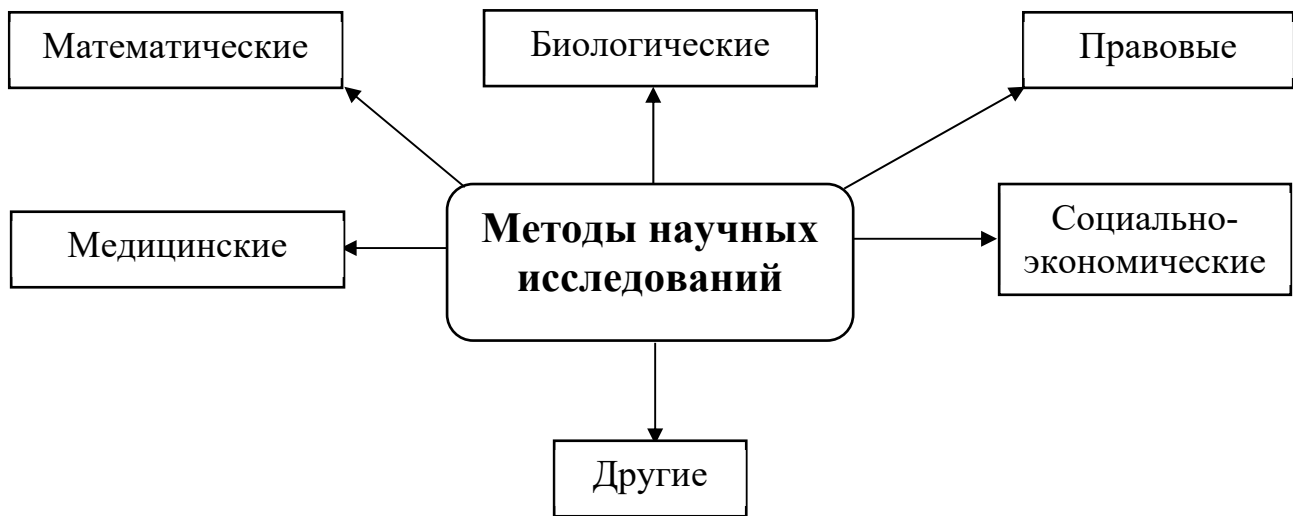 Математические
Биологические
Правовые
Медицинские
Методы научных
исследований
Социально-
экономические
Другие